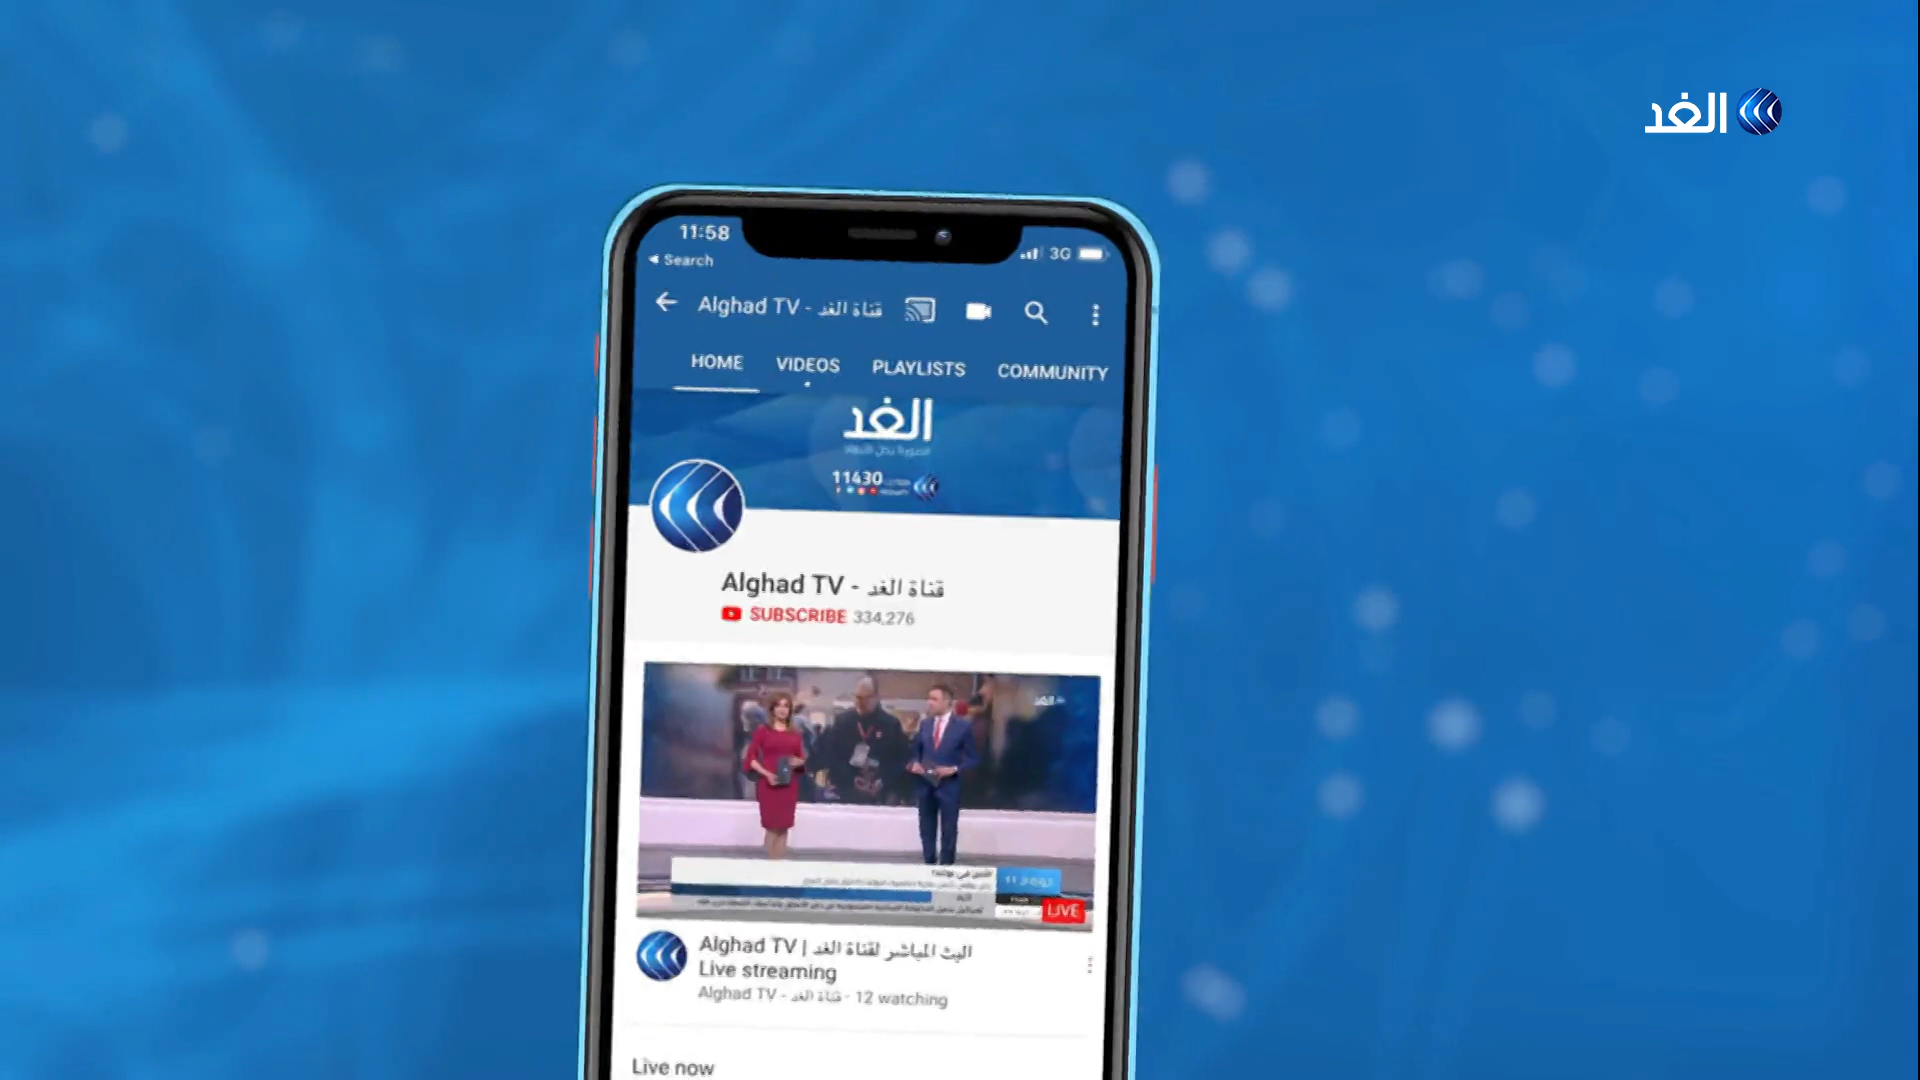 الغد
11:58
3G
Search
Alghad TV - قناة الغد
HOME VIDEOS PLAYLISTS COMMUNITY
الغد
11430
Alghad TV - قناة الغد
SUBSCRIBE 334,276
الغد
LIVE
Alghad TV | البث المباشر لقناة الغد
Live streaming
Alghad TV - قناة الغد - 12 watching
Live now